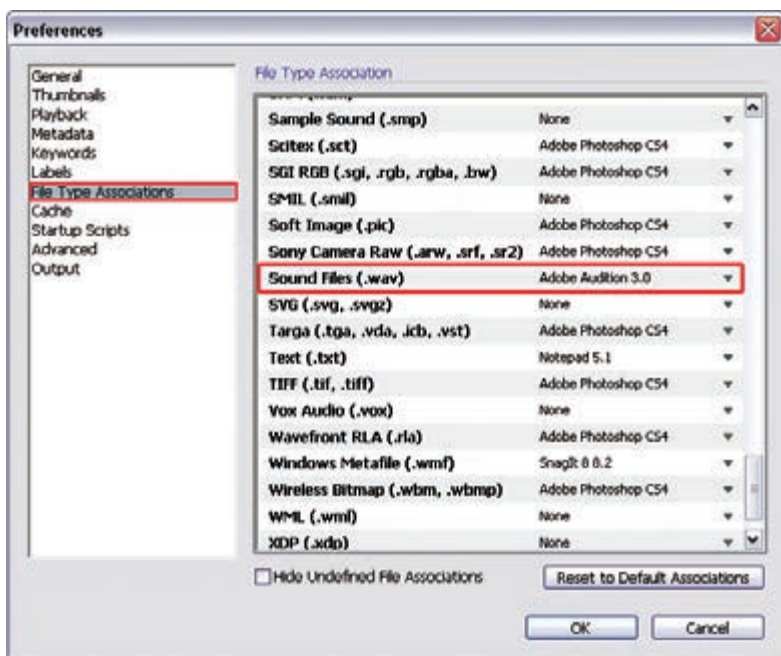 Preferences
General
Thumbnails
Playback
Metadata
Keywords
Labels
File Type Associations
Cache
Startup Scripts
Advanced
Output
File Type Association
Sample Sound (.smp) None
Scitex (.sct) Adobe Photoshop CS4
SGI RGB (.sgi, .rgb, .rgba, .bw) Adobe Photoshop CS4
SMIL (.smil) None
Soft Image (.pic) Adobe Photoshop CS4
Sony Camera Raw (.arw, .srf, .sr2) Adobe Photoshop CS4
Sound Files (.wav) Adobe Audition 3.0
SVG (.svg, .svgz) None
Targa (.tga, .vda, .icb, .vst) Adobe Photoshop CS4
Text (.txt) Notepad 5.1
TIFF (.tif, .tiff) Adobe Photoshop CS4
Vox Audio (.vox) None
Wavefront RLA (.rla) Adobe Photoshop CS4
Windows Metafile (.wmf) SnagIt 8 8.2
Wireless Bitmap (.wbm, .wbmp) Adobe Photoshop CS4
WML (.wml) None
XDP (.xdp) None
Hide Undefined File Associations
Reset to Default Associations
OK
Cancel